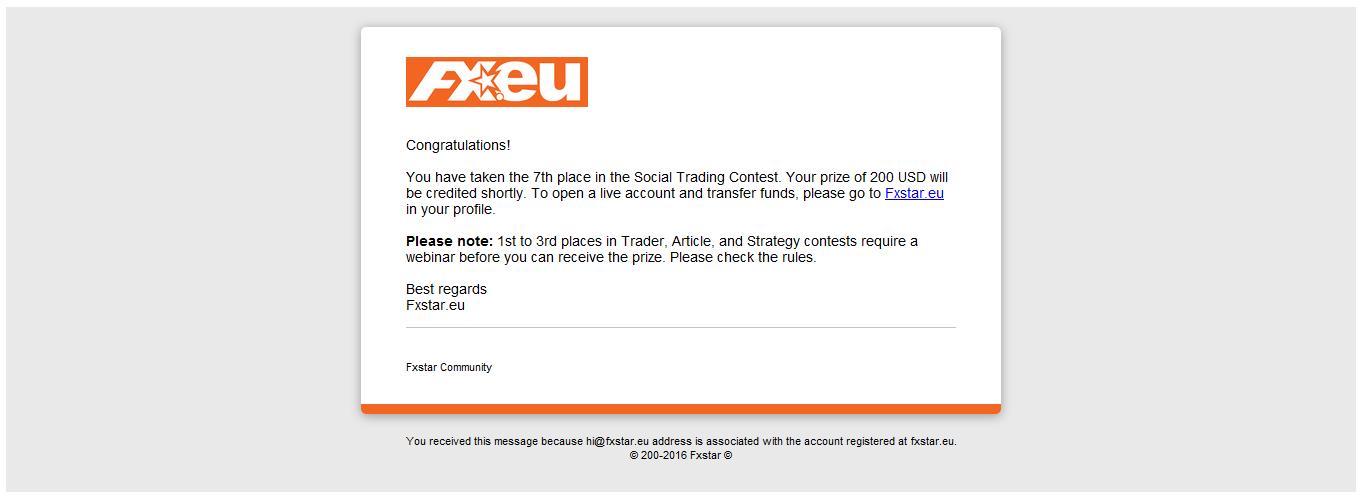 FX.eu
Congratulations!
You have taken the 7th place in the Social Trading Contest. Your prize of 200 USD will
be credited shortly. To open a live account and transfer funds, please go to Fxstar.eu
in your profile.
Please note: 1st to 3rd places in Trader, Article, and Strategy contests require a
webinar before you can receive the prize. Please check the rules.
Best regards
Fxstar.eu
Fxstar Community
You received this message because hi@fxstar.eu address is associated with the account registered at fxstar.eu.
© 200-2016 Fxstar ©